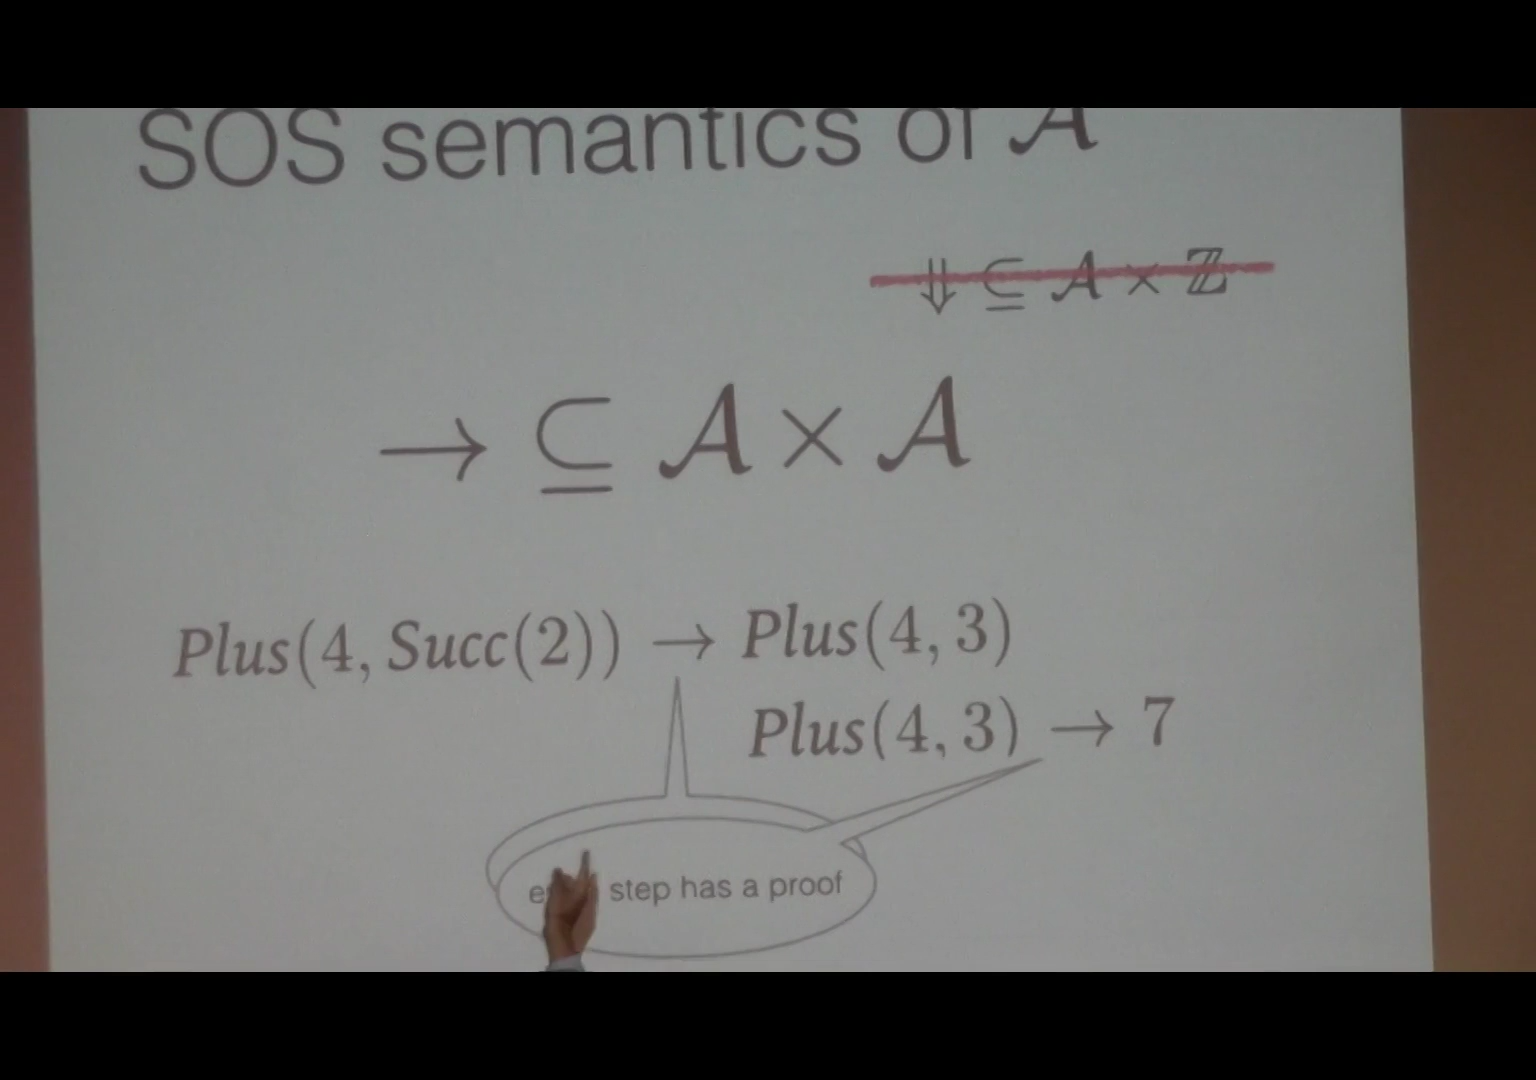 SOS semantics of 𝒜
⇓ ⊆ 𝒜 × ℤ
→ ⊆ 𝒜 × 𝒜
Plus(4, Succ(2)) → Plus(4, 3)
Plus(4, 3) → 7
step has a proof